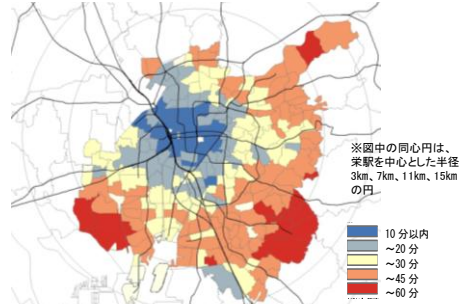 ※図中の同心円は、
栄駅を中心とした半径
3km、7km、11km、15km
の円
10 分以内
～20 分
～30 分
～45 分
～60 分